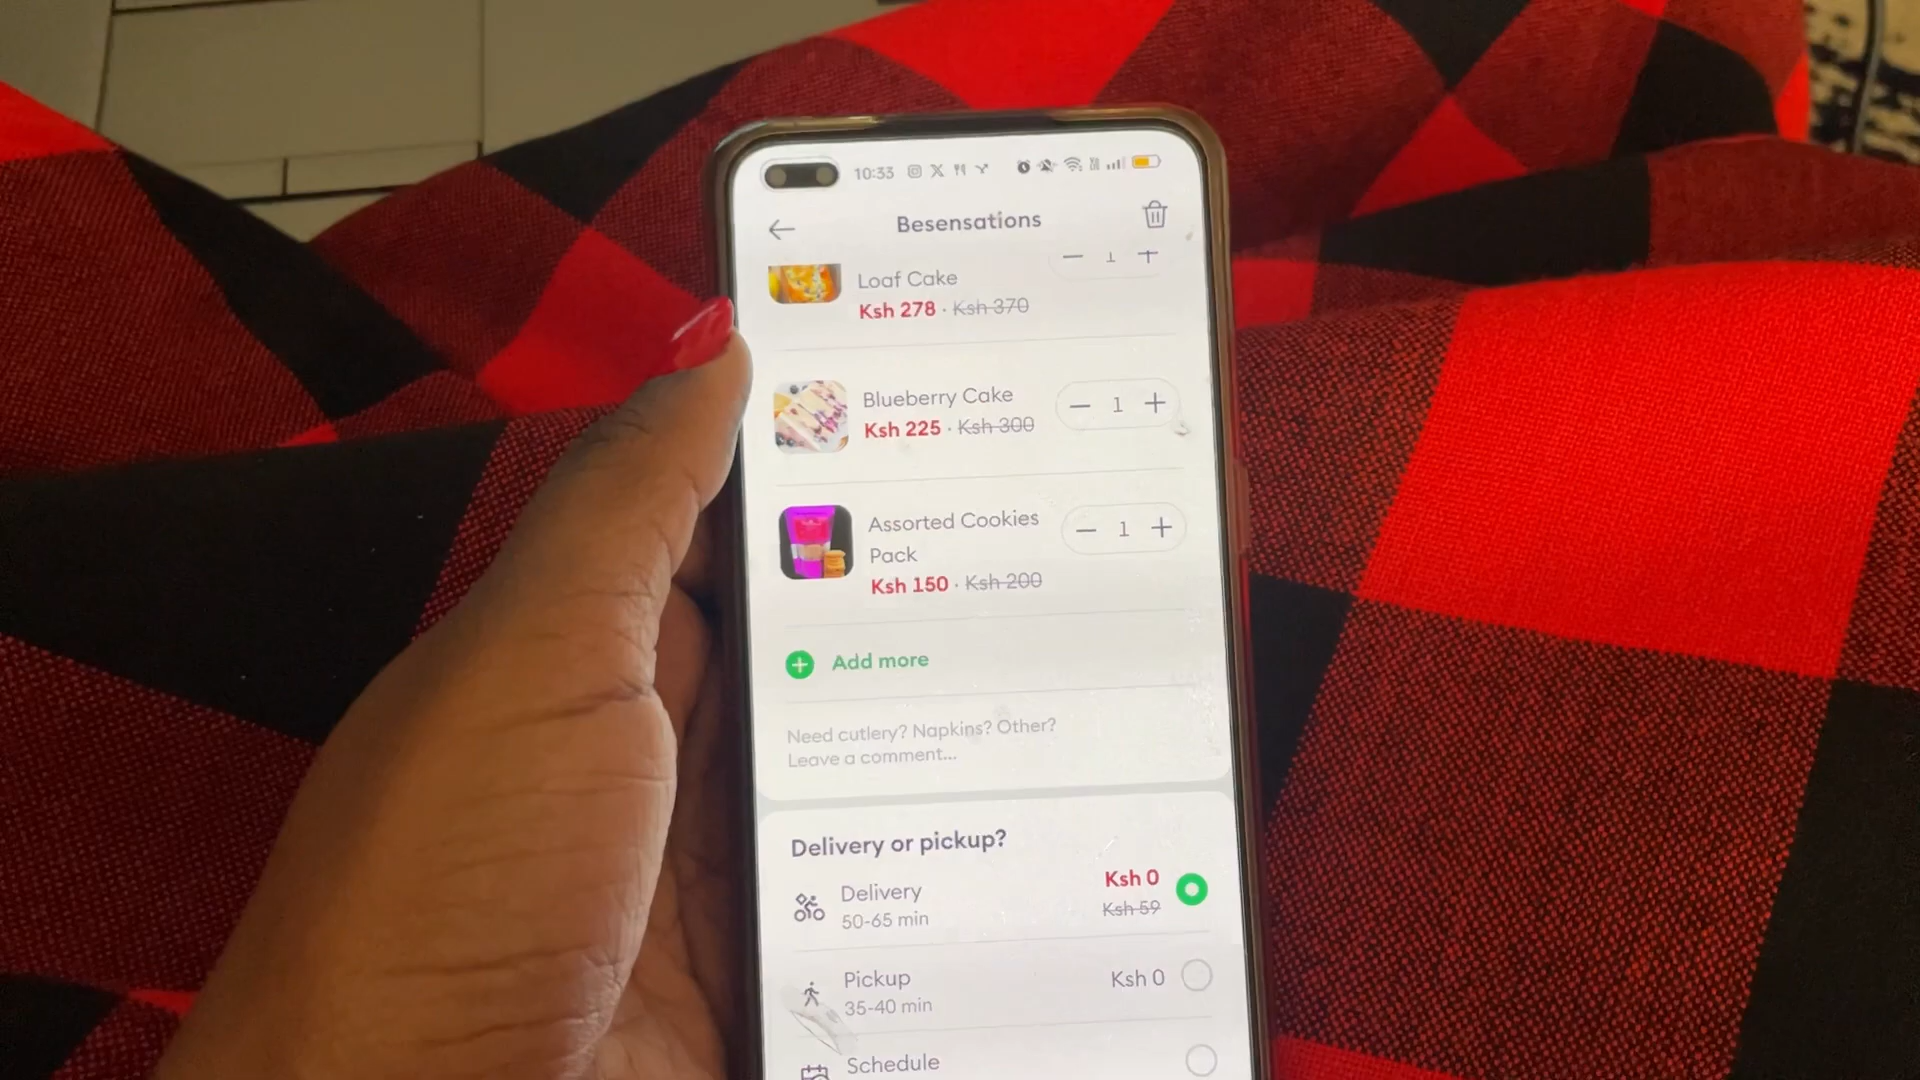 10:33
Besensations
Loaf Cake
1
Ksh 278 · Ksh 370
Blueberry Cake
1
Ksh 225 · Ksh 300
Assorted Cookies
Pack
1
Ksh 150 · Ksh 200
Add more
Need cutlery? Napkins? Other?
Leave a comment...
Delivery or pickup?
Delivery
Ksh 0
50-65 min
Ksh 59
Pickup
Ksh 0
35-40 min
Schedule